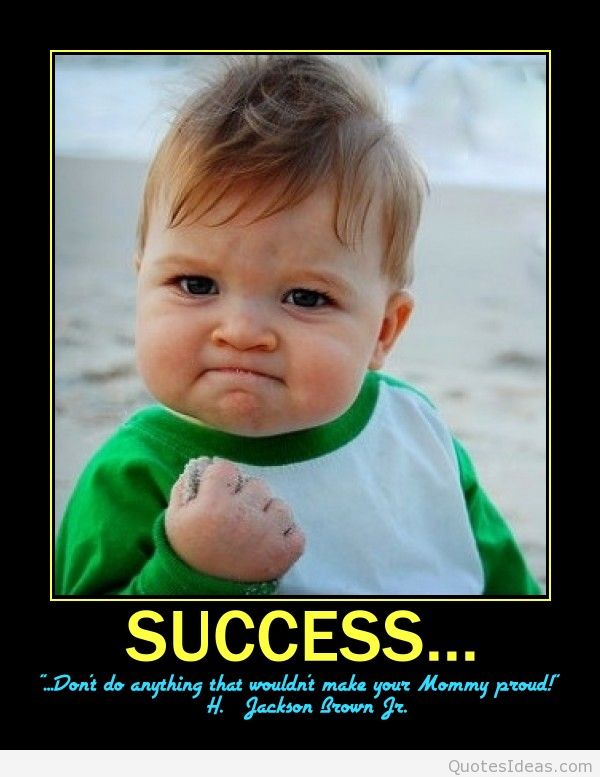 SUCCESS...
"...Don't do anything that wouldn't make your Mommy proud!"
H. Jackson Brown Jr.
QuotesIdeas.com